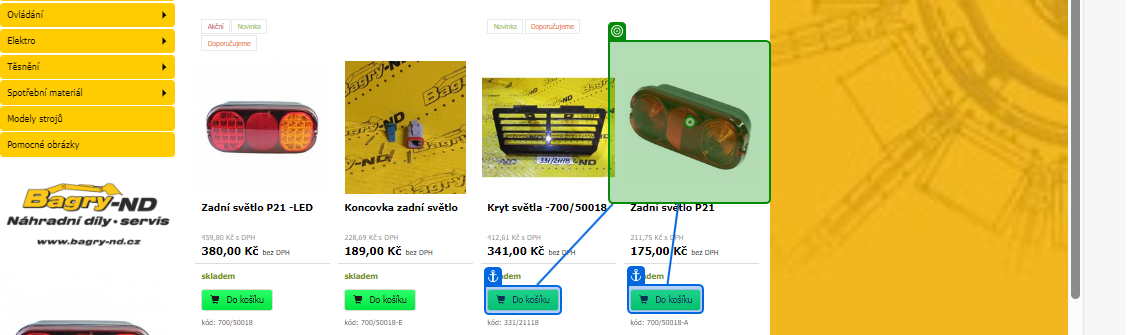 Ovládání
Elektro
Těsnění
Spotřební materiál
Modely strojů
Pomocné obrázky
Bagry-ND
Náhradní díly • servis
www.bagry-nd.cz
Akční
Novinka
Doporučujeme
Zadní světlo P21 -LED
459,80 Kč s DPH
380,00 Kč bez DPH
skladem
Do košíku
kód: 700/50018
Bagry-ND
Koncovka zadní světlo
228,69 Kč s DPH
189,00 Kč bez DPH
skladem
Do košíku
kód: 700/50018-E
Novinka
Doporučujeme
331/21118
Kryt světla -700/50018
412,61 Kč s DPH
341,00 Kč bez DPH
Do košíku
kód: 331/21118
Zadní světlo P21
211,75 Kč s DPH
175,00 Kč bez DPH
Do košíku
kód: 700/50018-A